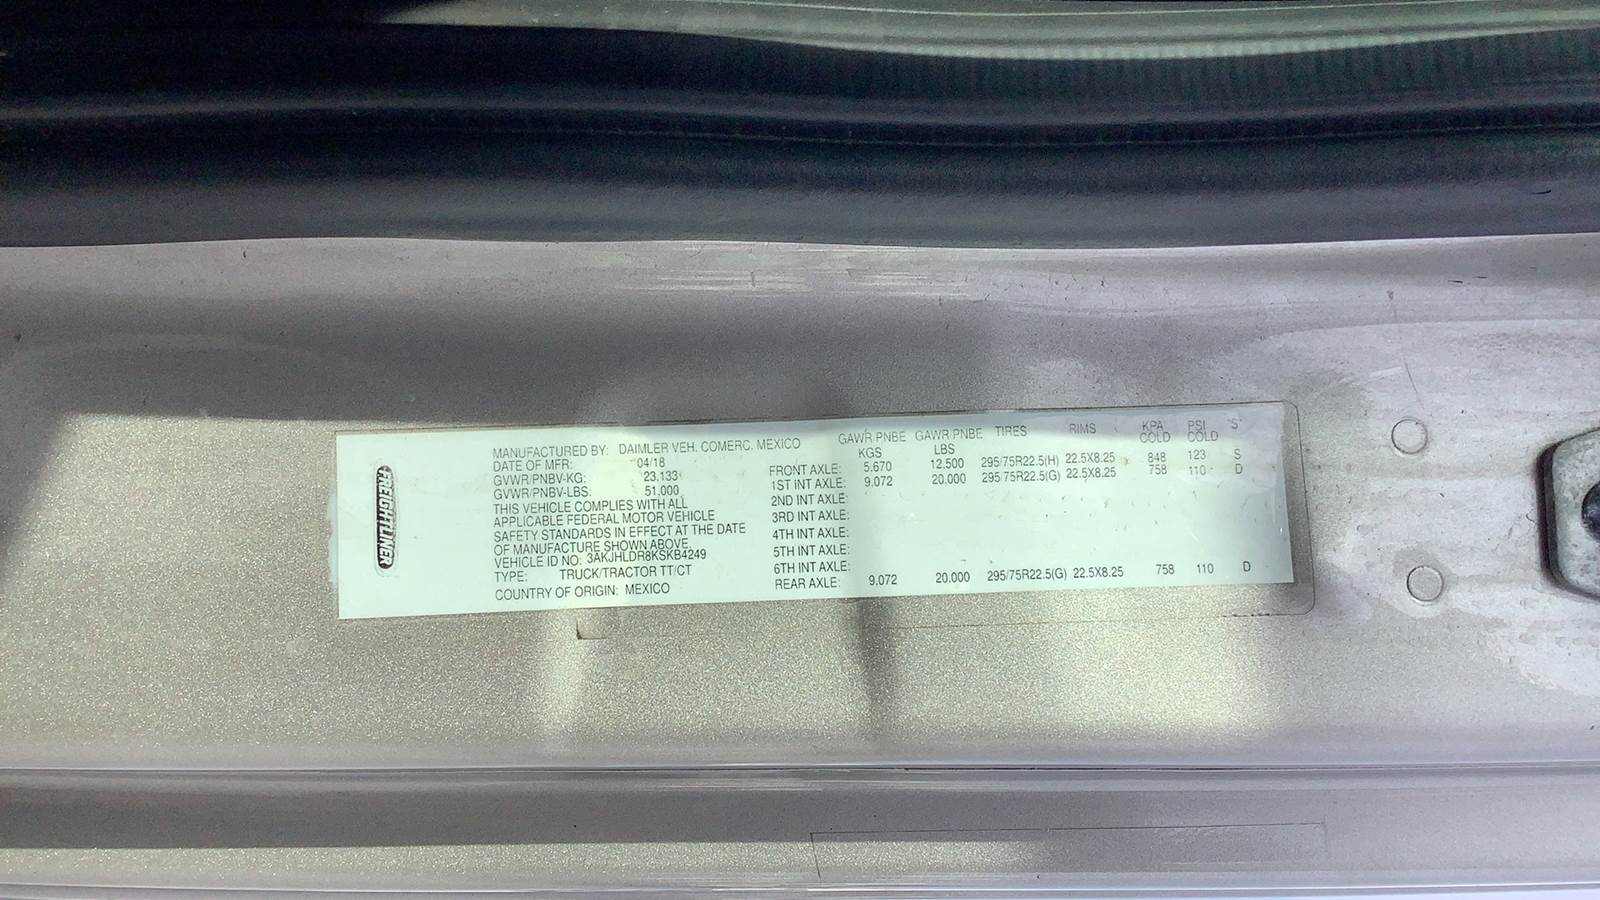 FREIGHTLINER
MANUFACTURED BY: DAIMLER VEH. COMERC. MEXICO
DATE OF MFR: 04/18
GVWR/PNBV-KG: 23.133
GVWR/PNBV-LBS: 51,000
THIS VEHICLE COMPLIES WITH ALL
APPLICABLE FEDERAL MOTOR VEHICLE
SAFETY STANDARDS IN EFFECT AT THE DATE
OF MANUFACTURE SHOWN ABOVE.
VEHICLE ID NO: 3AKJHLDR8KSKB4249
TYPE: TRUCK/TRACTOR TT/CT
COUNTRY OF ORIGIN: MEXICO
GAWR PNBE KGS GAWR PNBE LBS TIRES RIMS KPA COLD PSI COLD "S"
FRONT AXLE: 5.670 12.500 295/75R22.5(H) 22.5X8.25 848 123 S
1ST INT AXLE: 9.072 20.000 295/75R22.5(G) 22.5X8.25 758 110 D
2ND INT AXLE:
3RD INT AXLE:
4TH INT AXLE:
5TH INT AXLE:
6TH INT AXLE:
REAR AXLE: 9.072 20.000 295/75R22.5(G) 22.5X8.25 758 110 D